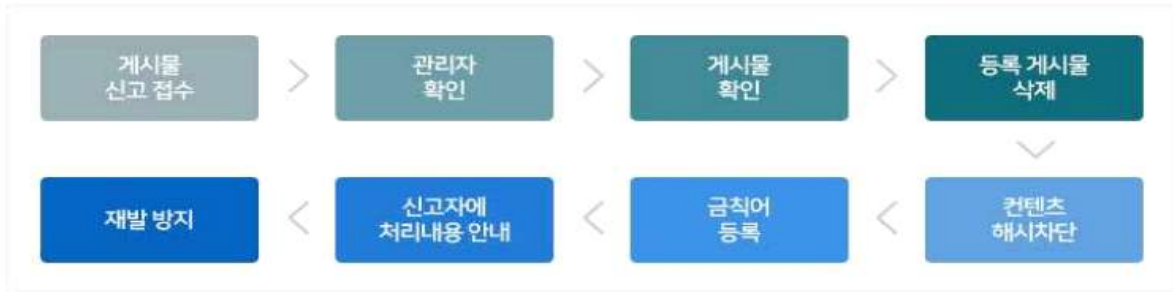 게시물
신고 접수
관리자
확인
게시물
확인
등록 게시물
삭제
컨텐츠
해시차단
금칙어
등록
신고자에
처리내용 안내
재발 방지